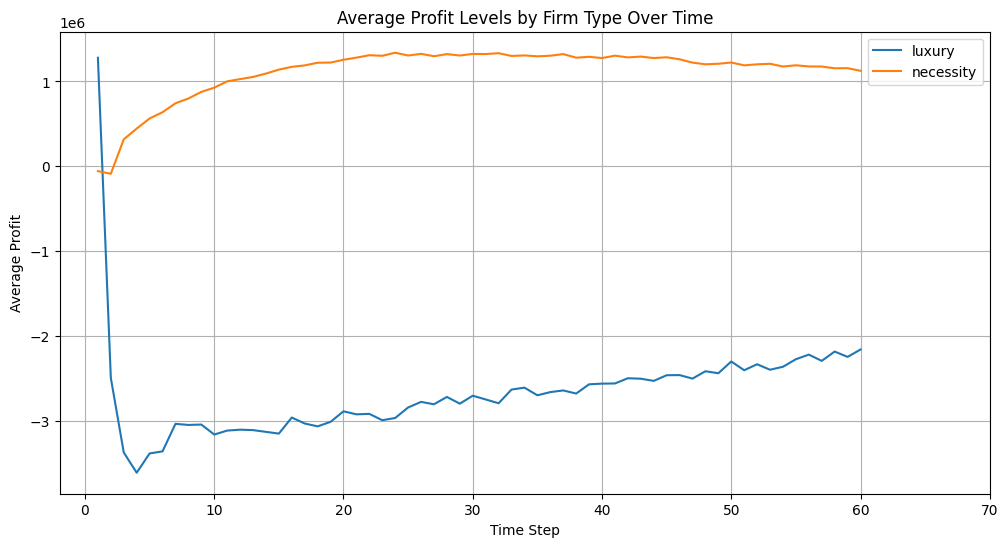 Average Profit Levels by Firm Type Over Time
1e6
luxury
necessity
1
0
−1
−2
−3
Average Profit
0 10 20 30 40 50 60 70
Time Step